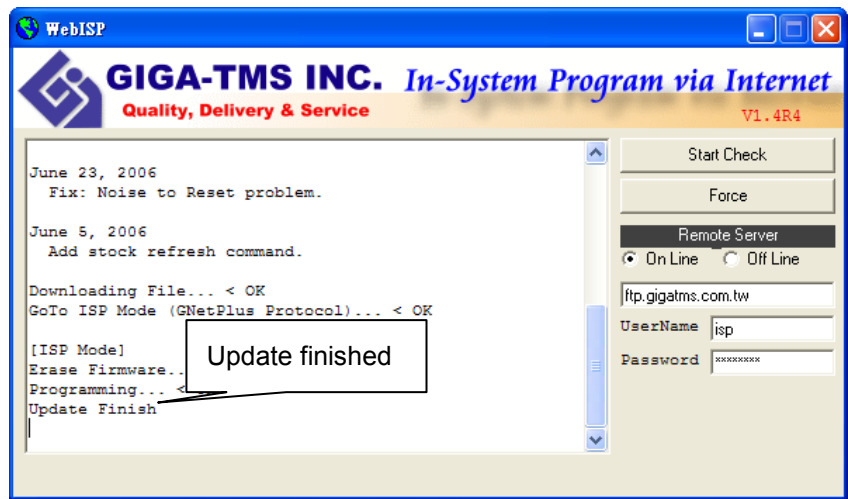 WebISP
GIGA-TMS INC. In-System Program via Internet
Quality, Delivery & Service
V1.4R4
June 23, 2006
Fix: Noise to Reset problem.
June 5, 2006
Add stock refresh command.
Downloading File... < OK
GoTo ISP Mode (GNetPlus Protocol)... < OK
[ISP Mode]
Erase Firmware..
Programming... <
Update Finish
Update finished
Start Check
Force
Remote Server
On Line Off Line
ftp.gigatms.com.tw
UserName isp
Password ××××××××